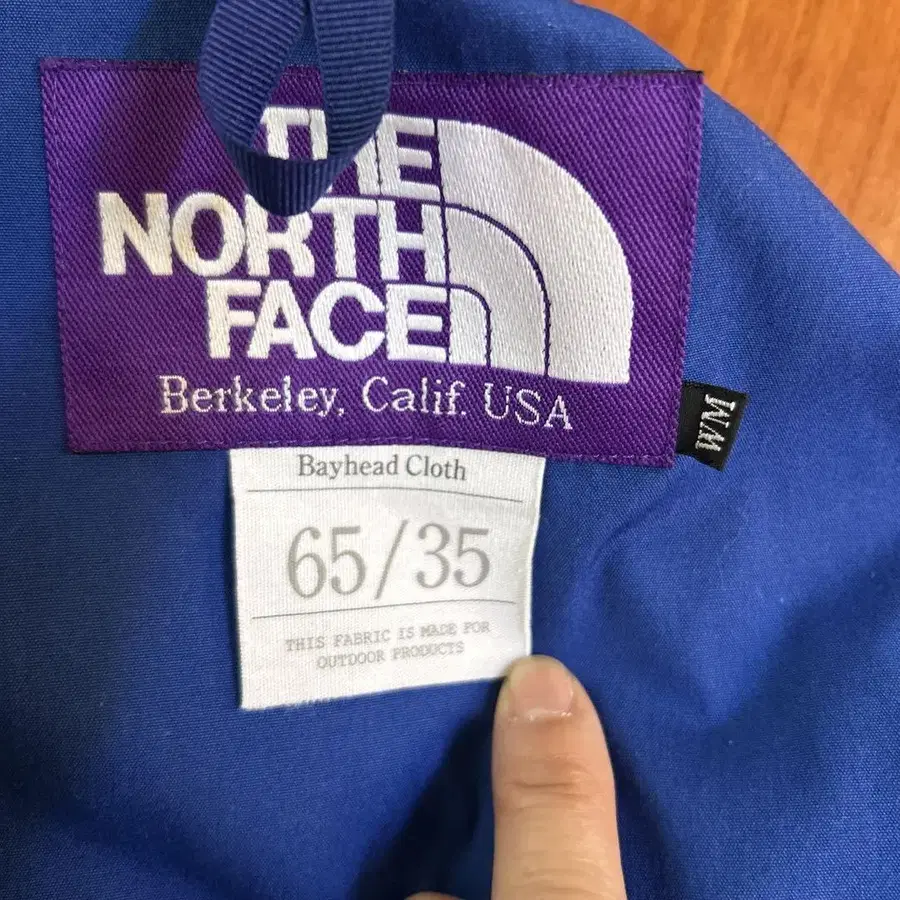 THE
NORTH
FACE
Berkeley, Calif. USA
WM
Bayhead Cloth
65/35
THIS FABRIC IS MADE FOR
OUTDOOR PRODUCTS